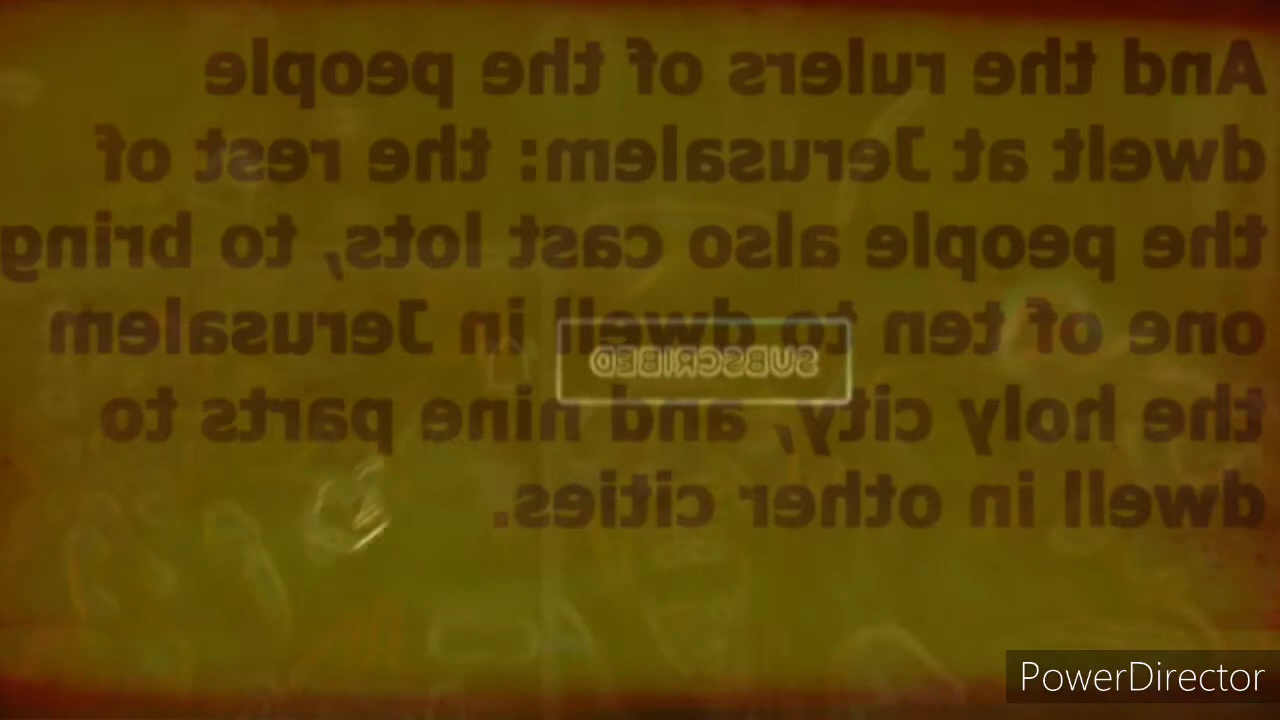 And the rulers of the people
dwelt at Jerusalem: the rest of
the people also cast lots, to bring
one of ten to dwell in Jerusalem
SUBSCRIBED
the holy city, and nine parts to
dwell in other cities.
PowerDirector